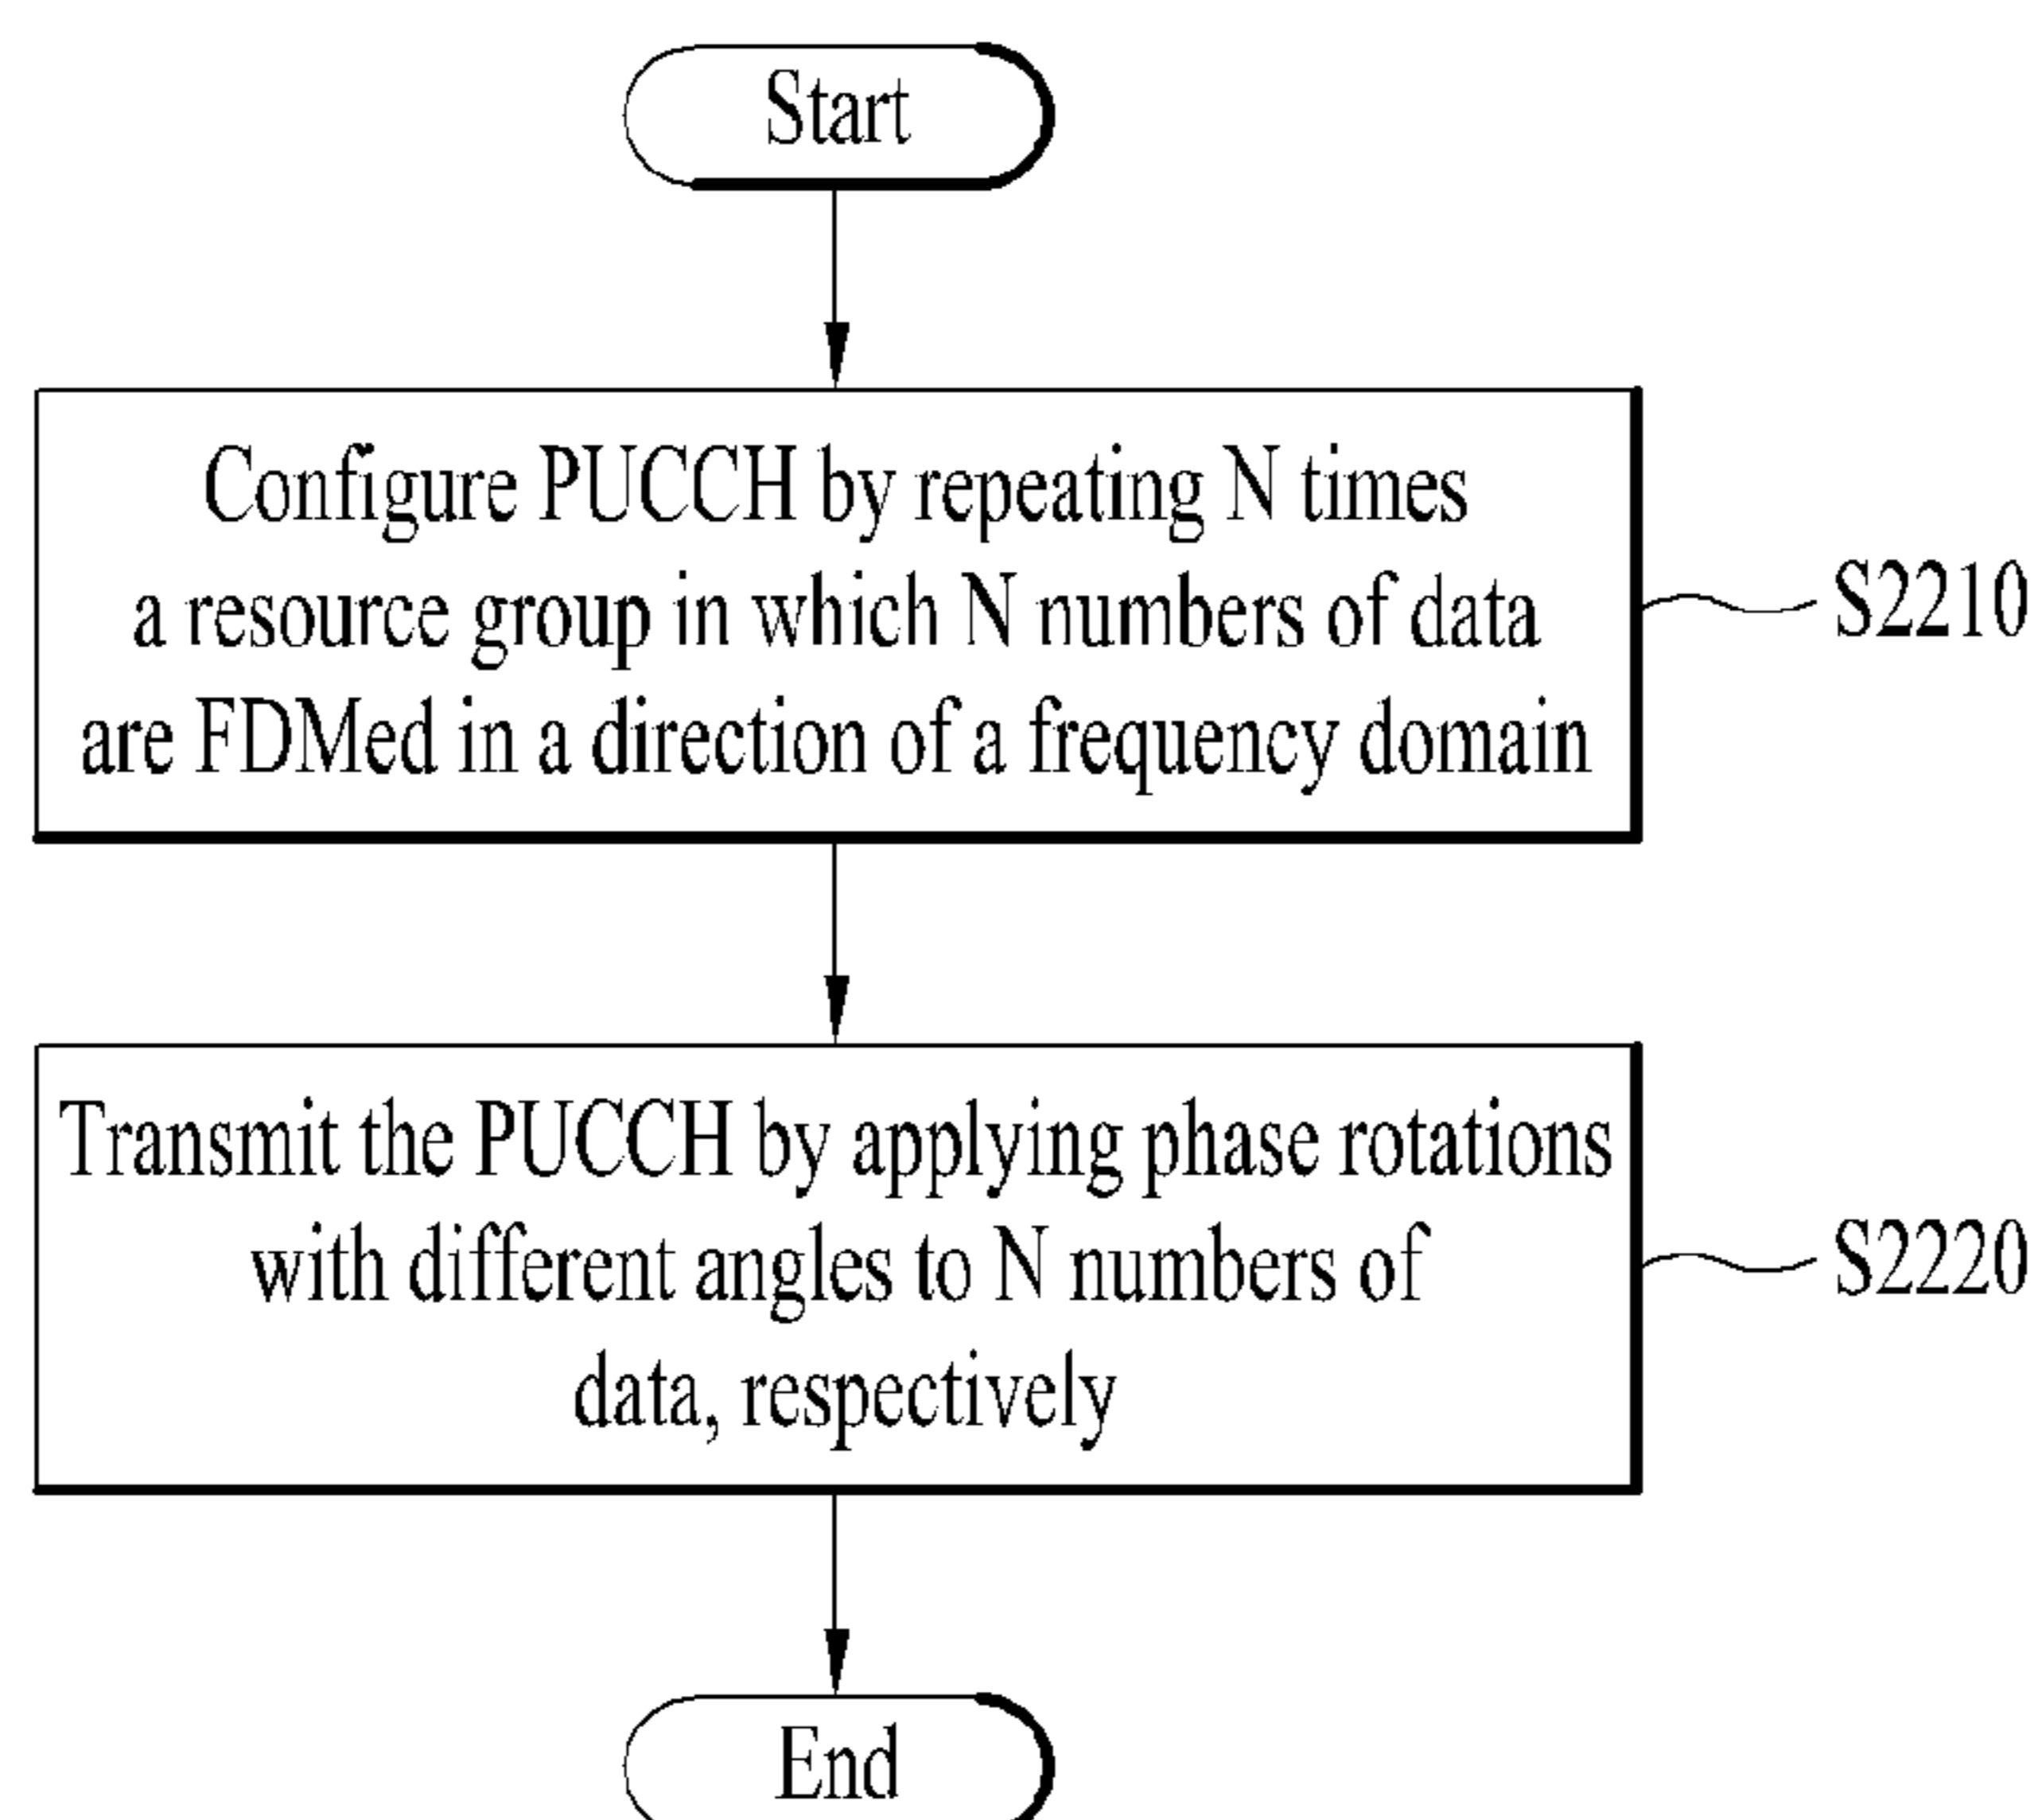 Start
Configure PUCCH by repeating N times
a resource group in which N numbers of data
are FDMed in a direction of a frequency domain
S2210
Transmit the PUCCH by applying phase rotations
with different angles to N numbers of
data, respectively
S2220
End